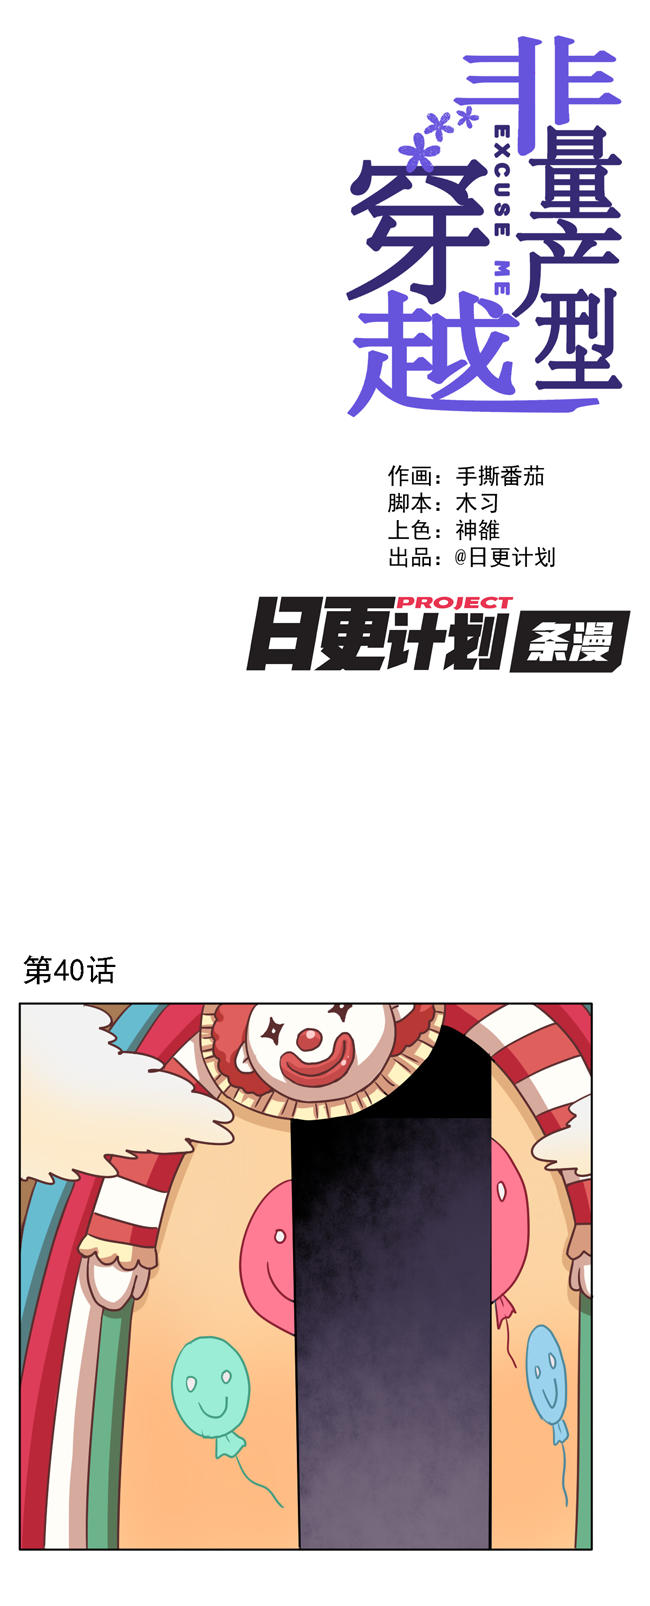 非量产型
穿越
EXCUSE ME
作画：手撕番茄
脚本：木习
上色：神雒
出品：@日更计划
日更计划
PROJECT
条漫
第40话